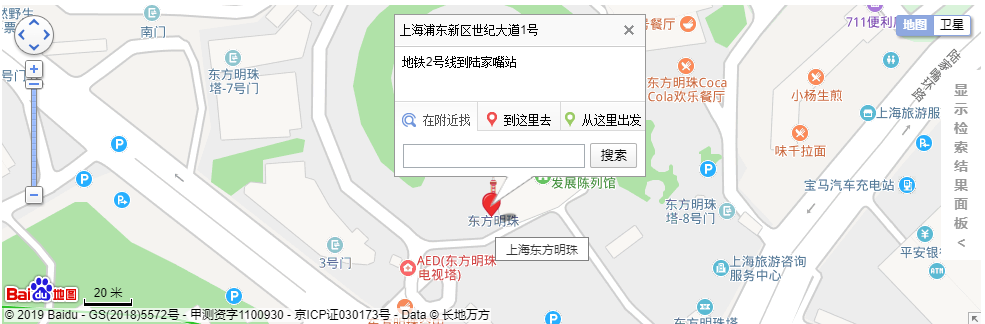 然野生
票
南门
上海浦东新区世纪大道1号
地铁2号线到陆家嘴站
在附近找
到这里去
从这里出发
搜索
号餐厅
711便利
地图
卫星
陆家嘴环路
号门
东方明珠
塔-7号门
东方明珠Coca
Cola欢乐餐厅
小杨生煎
上海旅游服
显示检索结果面板
<
味千拉面
发展陈列馆
宝马汽车充电站
东方明珠
东方明珠
塔-8号门
上海东方明珠
3号门
AED(东方明珠
电视塔)
上海旅游咨询
服务中心
平安银
ATM
Bai du 地图
20 米
© 2019 Baidu - GS(2018)5572号 - 甲测资字1100930 - 京ICP证030173号 - Data © 长地万方